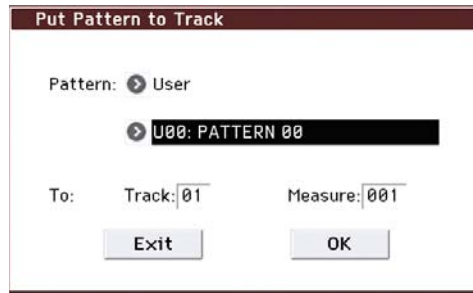 Put Pattern to Track
Pattern: User
U00: PATTERN 00
To: Track: 01 Measure: 001
Exit OK